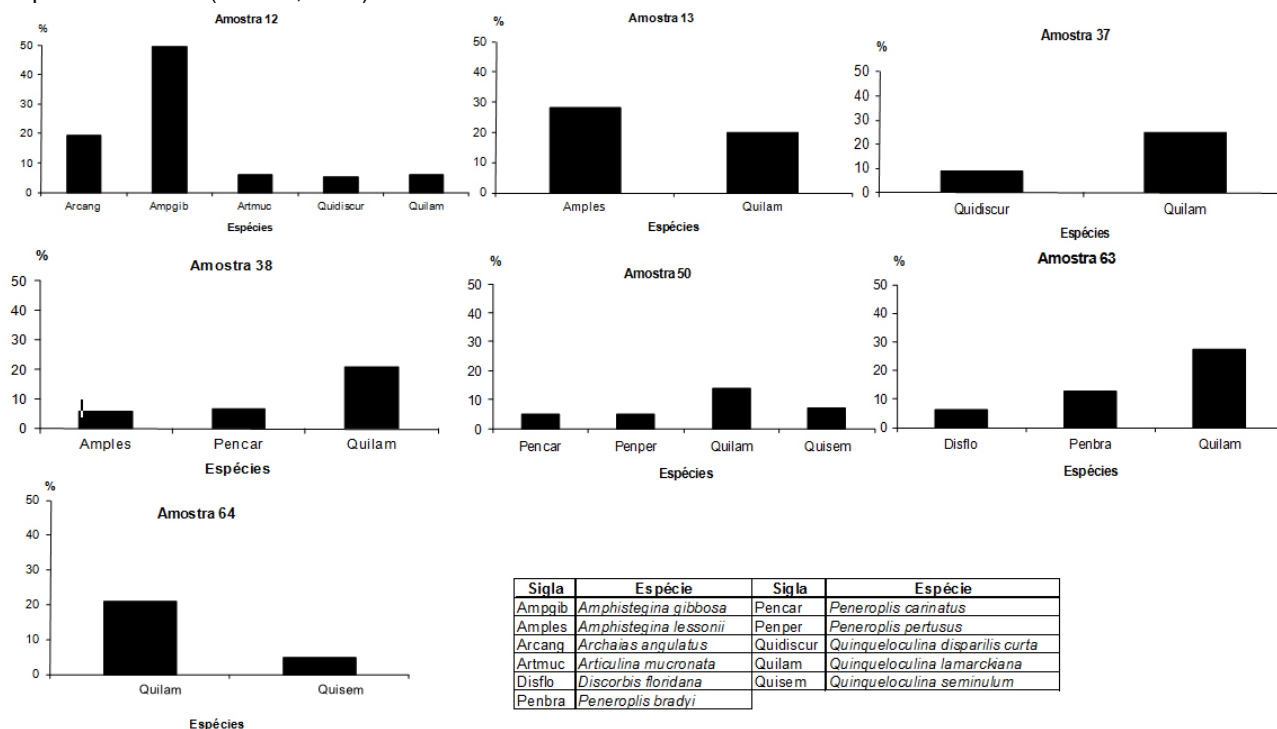 Amostra 12
%
50
40
30
20
10
0
Arcang Ampgib Artmuc Quidiscur Quilam
Espécies
Amostra 13
%
50
40
30
20
10
0
Amples Quilam
Espécies
Amostra 37
%
50
50
40
30
20
10
0
Quidiscur Quilam
Espécies
Amostra 38
%
50
40
30
20
10
0
Amples Pencar Quilam
Espécies
Amostra 50
%
50
40
30
20
10
0
Pencar Penper Quilam Quisem
Espécies
Amostra 63
%
50
40
30
20
10
0
Disflo Penbra Quilam
Espécies
Amostra 64
%
50
40
30
20
10
0
Quilam Quisem
Espécies
Sigla Espécie Sigla Espécie
Ampgib Amphistegina gibbosa Pencar Peneroplis carinatus
Amples Amphistegina lessonii Penper Peneroplis pertusus
Arcang Archaias angulatus Quidiscur Quinqueloculina disparilis curta
Artmuc Articulina mucronata Quilam Quinqueloculina lamarckiana
Disflo Discorbis floridana Quisem Quinqueloculina seminulum
Penbra Peneroplis bradyi